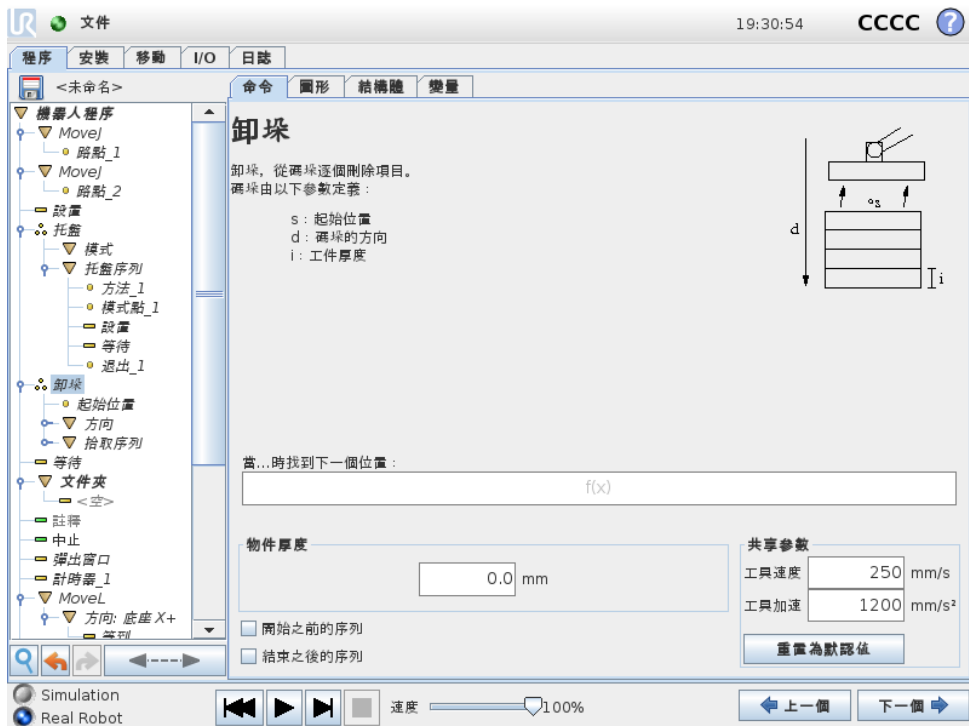 UR 文件 19:30:54 CCCC ?
程序 安裝 移動 I/O 日誌
<未命名>
命令 圖形 結構體 變量
機器人程序
MoveJ
路點_1
MoveJ
路點_2
設置
托盤
模式
托盤序列
方法_1
模式點_1
設置
等待
退出_1
卸垛
起始位置
方向
拾取序列
等待
文件夾
<空>
註釋
中止
彈出窗口
計時器_1
MoveL
方向: 底座 X+
等到
卸垛
卸垛，從碼垛逐個刪除項目。
碼垛由以下參數定義：
s：起始位置
d：碼垛的方向
i：工件厚度
d
s
i
當...時找到下一個位置：
f(x)
物件厚度
0.0 mm
開始之前的序列
結束之後的序列
共享參數
工具速度 250 mm/s
工具加速 1200 mm/s²
重置為默認值
Simulation
Real Robot
速度 100%
上一個 下一個